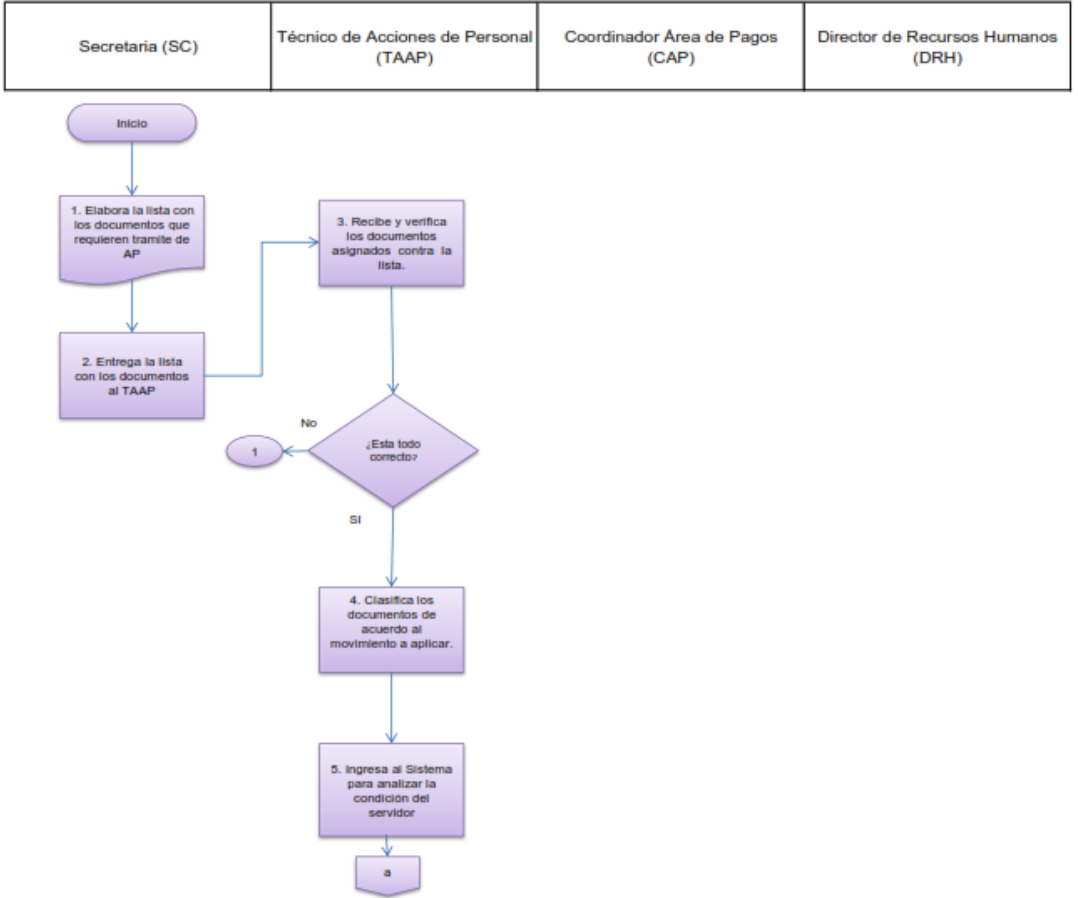 Secretaria (SC)
Técnico de Acciones de Personal
(TAAP)
Coordinador Área de Pagos
(CAP)
Director de Recursos Humanos
(DRH)
Inicio
1. Elabora la lista con
los documentos que
requieren tramite de
AP
2. Entrega la lista
con los documentos
al TAAP
3. Recibe y verifica
los documentos
asignados contra la
lista.
¿Esta todo
correcto?
No
1
SI
4. Clasifica los
documentos de
acuerdo al
movimiento a aplicar.
5. Ingresa al Sistema
para analizar la
condición del
servidor
a